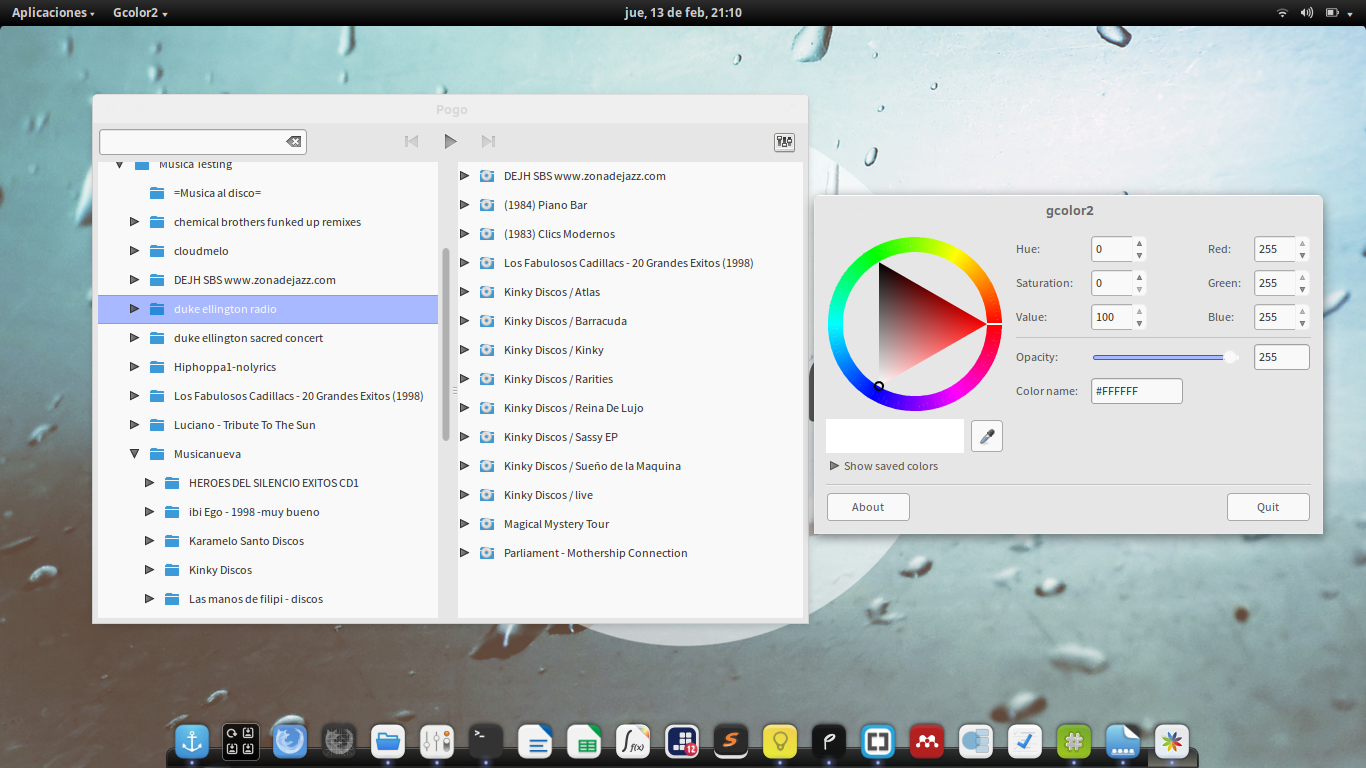 Aplicaciones
Gcolor2
jue, 13 de feb, 21:10
Pogo
Musica Testing
=Musica al disco=
chemical brothers funked up remixes
cloudmelo
DEJH SBS www.zonadejazz.com
duke ellington radio
duke ellington sacred concert
Hiphoppa1-nolyrics
Los Fabulosos Cadillacs - 20 Grandes Exitos (1998)
Luciano - Tribute To The Sun
Musicanueva
HEROES DEL SILENCIO EXITOS CD1
ibi Ego - 1998 -muy bueno
Karamelo Santo Discos
Kinky Discos
Las manos de filipi - discos
DEJH SBS www.zonadejazz.com
(1984) Piano Bar
(1983) Clics Modernos
Los Fabulosos Cadillacs - 20 Grandes Exitos (1998)
Kinky Discos / Atlas
Kinky Discos / Barracuda
Kinky Discos / Kinky
Kinky Discos / Rarities
Kinky Discos / Reina De Lujo
Kinky Discos / Sassy EP
Kinky Discos / Sueño de la Maquina
Kinky Discos / live
Magical Mystery Tour
Parliament - Mothership Connection
gcolor2
Hue: 0 Red: 255
Saturation: 0 Green: 255
Value: 100 Blue: 255
Opacity: 255
Color name: #FFFFFF
Show saved colors
About
Quit
>_
f(x)
12
S
P